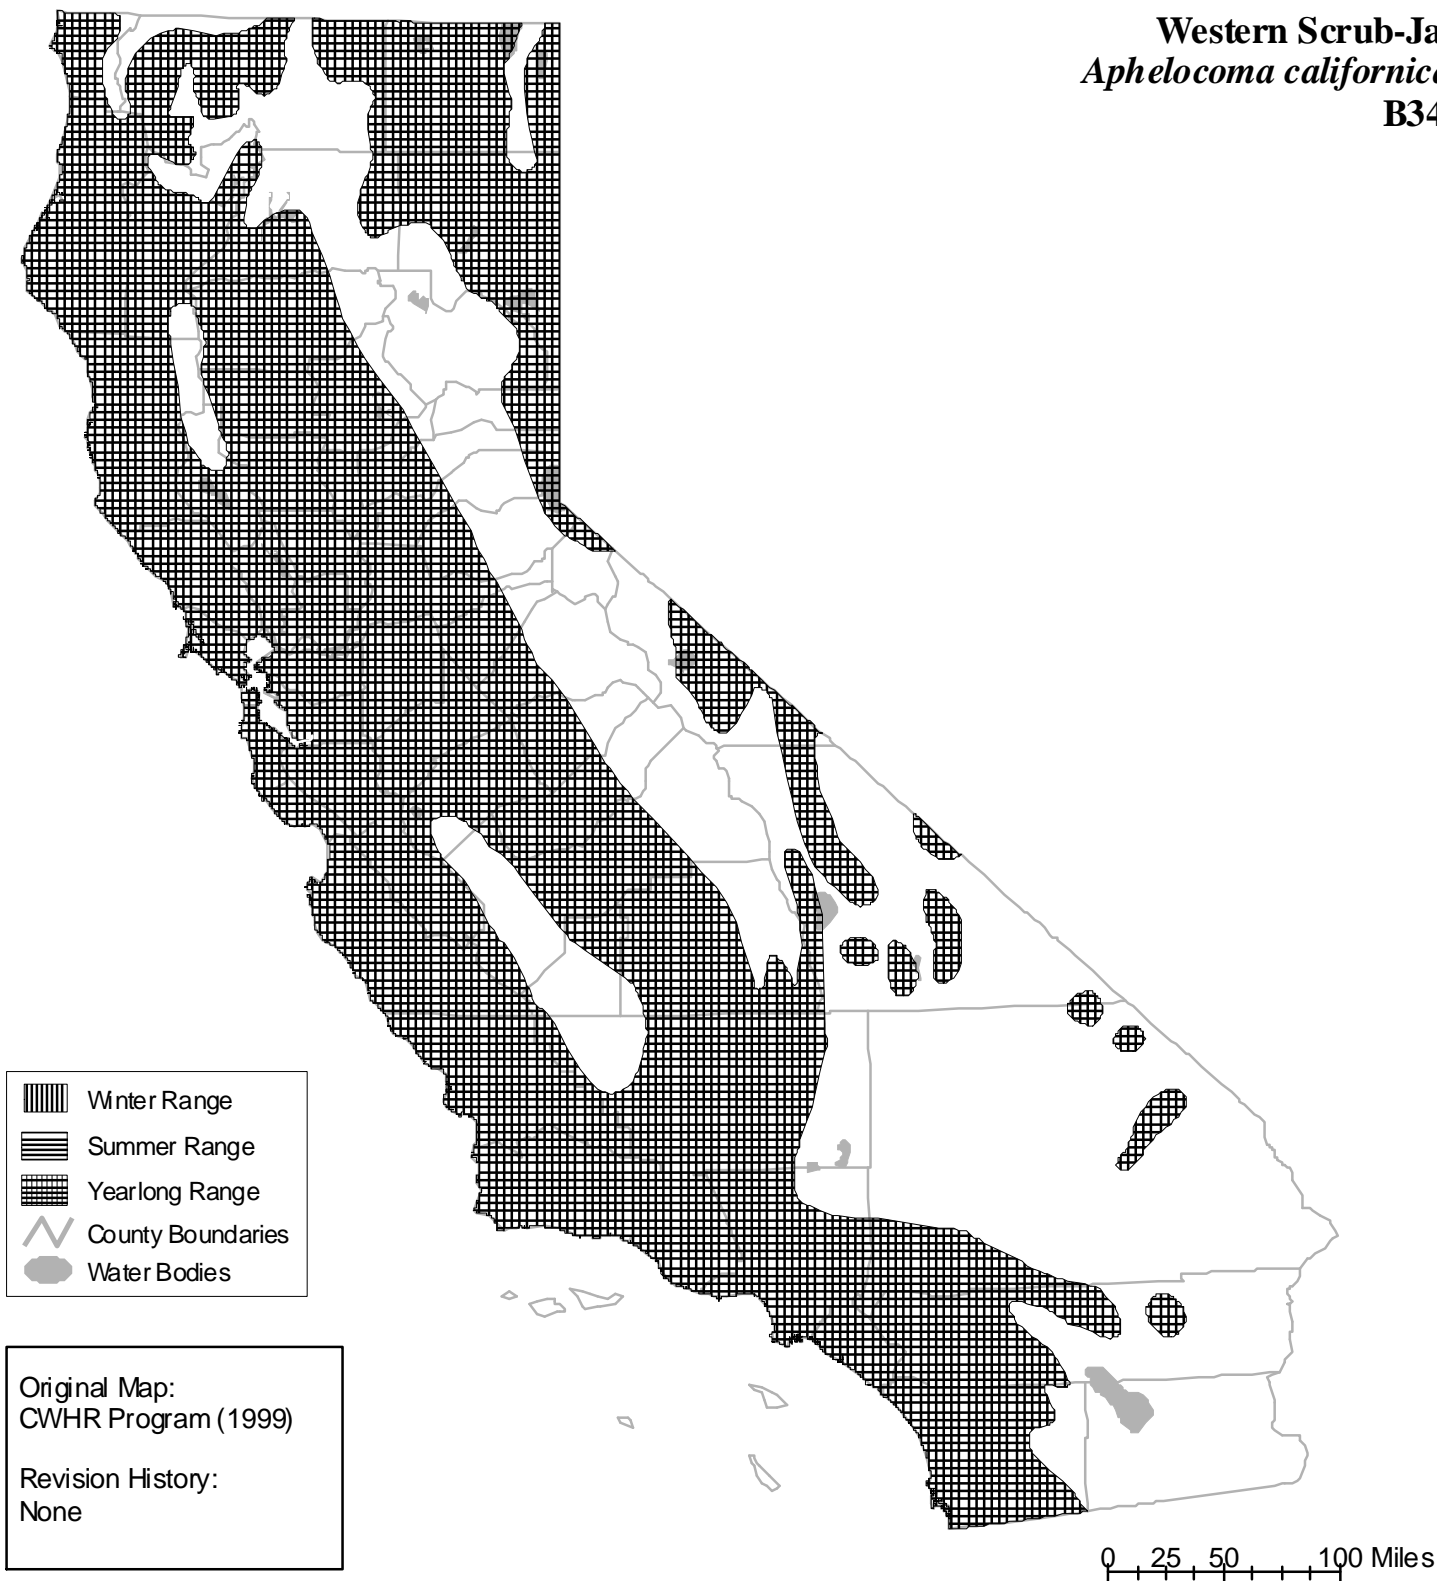 Western Scrub-Ja
Aphelocoma californica
B34
Winter Range
Summer Range
Yearlong Range
County Boundaries
Water Bodies
Original Map:
CWHR Program (1999)
Revision History:
None
0 25 50 100 Miles